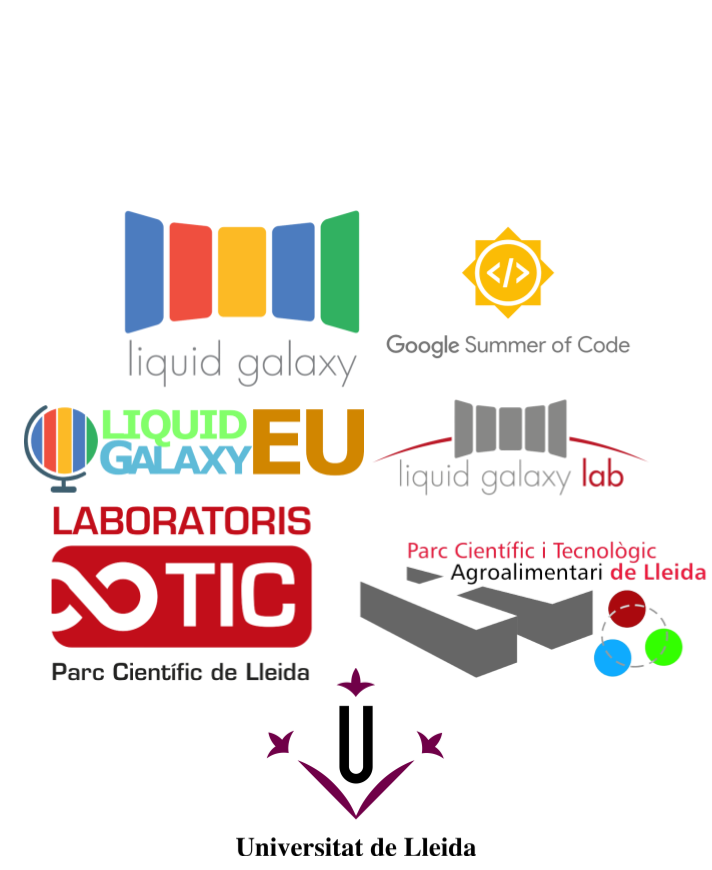 liquid galaxy
</>
Google Summer of Code
LIQUID
GALAXY
EU
liquid galaxy lab
LABORATORIS
TIC
Parc Científic de Lleida
Parc Científic i Tecnològic
Agroalimentari de Lleida
U
Universitat de Lleida